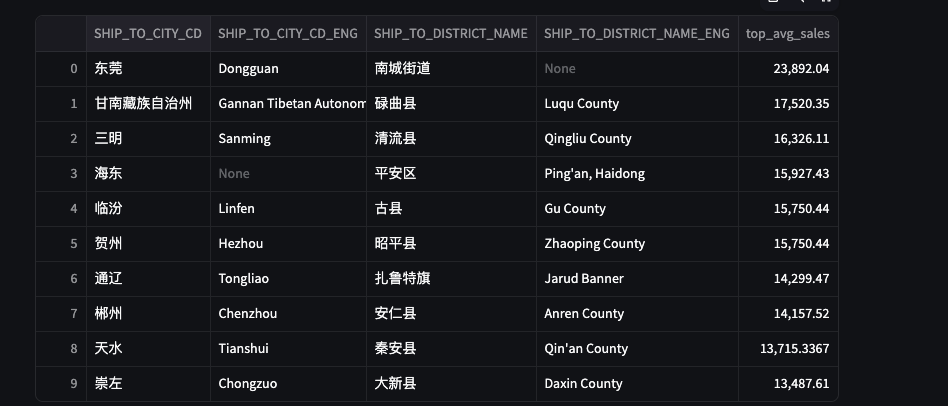 SHIP_TO_CITY_CD SHIP_TO_CITY_CD_ENG SHIP_TO_DISTRICT_NAME SHIP_TO_DISTRICT_NAME_ENG top_avg_sales
0 东莞 Dongguan 南城街道 None 23,892.04
1 甘南藏族自治州 Gannan Tibetan Autonom 碌曲县 Luqu County 17,520.35
2 三明 Sanming 清流县 Qingliu County 16,326.11
3 海东 None 平安区 Ping'an, Haidong 15,927.43
4 临汾 Linfen 古县 Gu County 15,750.44
5 贺州 Hezhou 昭平县 Zhaoping County 15,750.44
6 通辽 Tongliao 扎鲁特旗 Jarud Banner 14,299.47
7 郴州 Chenzhou 安仁县 Anren County 14,157.52
8 天水 Tianshui 秦安县 Qin'an County 13,715.3367
9 崇左 Chongzuo 大新县 Daxin County 13,487.61